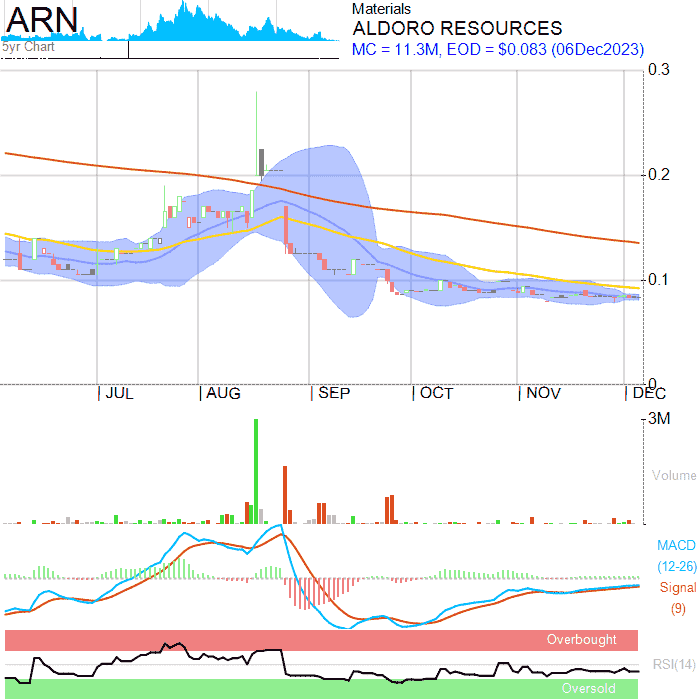 ARN
5yr Chart
Materials
ALDORO RESOURCES
MC = 11.3M, EOD = $0.083 (06Dec2023)
0.3
0.2
0.1
0
JUL AUG SEP OCT NOV DEC
3M
Volume
MACD
(12-26)
Signal
(9)
Overbought
RSI(14)
Oversold